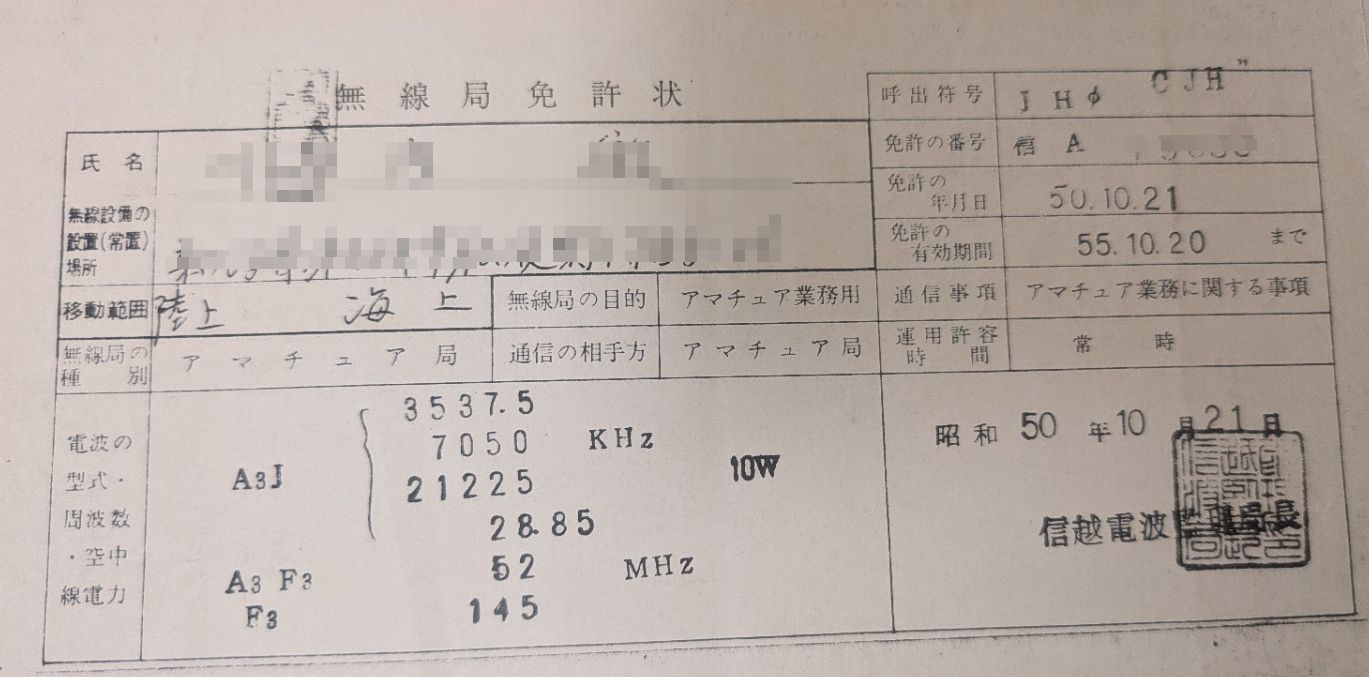 無線局免許状
呼出符号 JHφ CJH"
氏名
免許の番号 信 A
免許の年月日 50.10.21
無線設備の設置(常置)場所
免許の有効期間 55.10.20 まで
移動範囲 陸上 海上
無線局の目的 アマチュア業務用
通信事項 アマチュア業務に関する事項
無線局の種別 アマチュア局
通信の相手方 アマチュア局
運用許容時間 常時
電波の型式・周波数・空中線電力
3537.5
7050 KHz
A3J 21225 10W
28.85
A3 F3 52 MHz
F3 145
昭和 50 年 10 月 21 日
信越電波監理局長